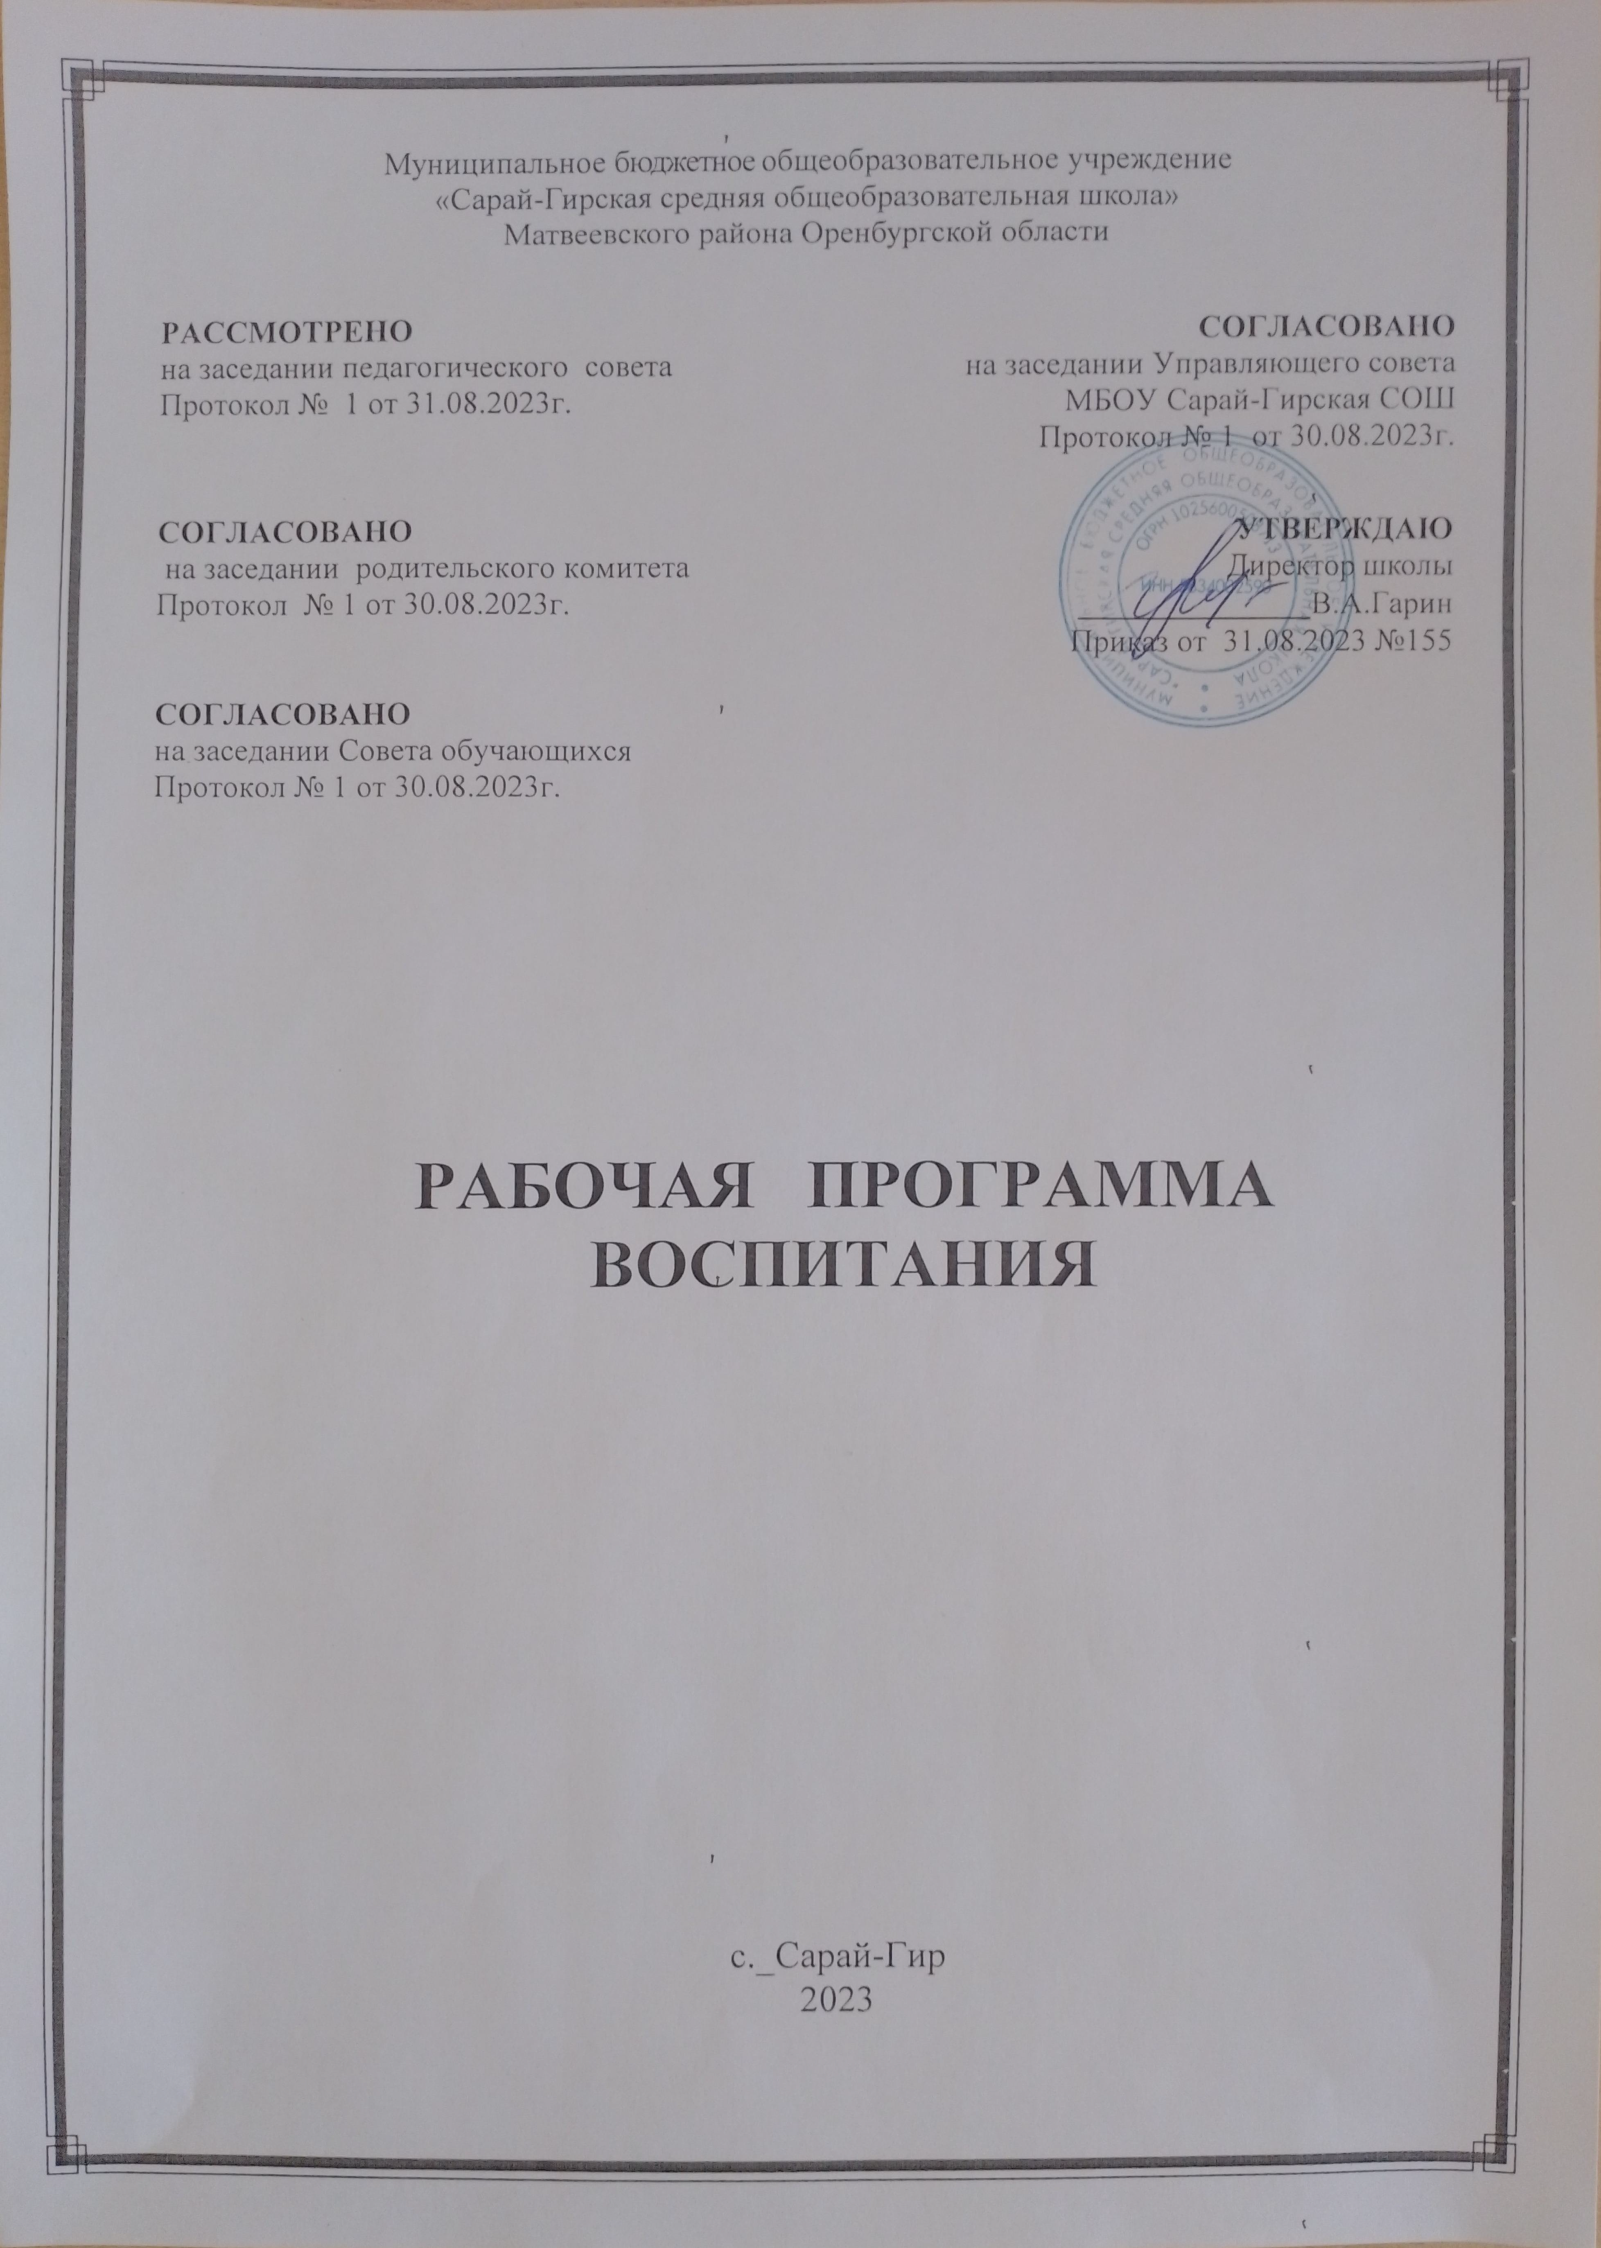 Муниципальное бюджетное общеобразовательное учреждение
«Сарай-Гирская средняя общеобразовательная школа»
Матвеевского района Оренбургской области
РАССМОТРЕНО
на заседании педагогического совета
Протокол № 1 от 31.08.2023г.
СОГЛАСОВАНО
на заседании Управляющего совета
МБОУ Сарай-Гирская СОШ
Протокол № 1 от 30.08.2023г.
СОГЛАСОВАНО
на заседании родительского комитета
Протокол № 1 от 30.08.2023г.
УТВЕРЖДАЮ
Директор школы
В.А.Гарин
Приказ от 31.08.2023 №155
СОГЛАСОВАНО
на заседании Совета обучающихся
Протокол № 1 от 30.08.2023г.
РАБОЧАЯ ПРОГРАММА
ВОСПИТАНИЯ
с._Сарай-Гир
2023